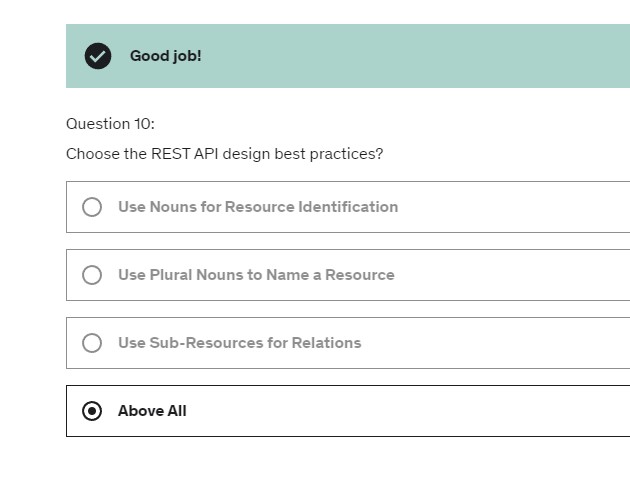 Good job!
Question 10:
Choose the REST API design best practices?
Use Nouns for Resource Identification
Use Plural Nouns to Name a Resource
Use Sub-Resources for Relations
Above All